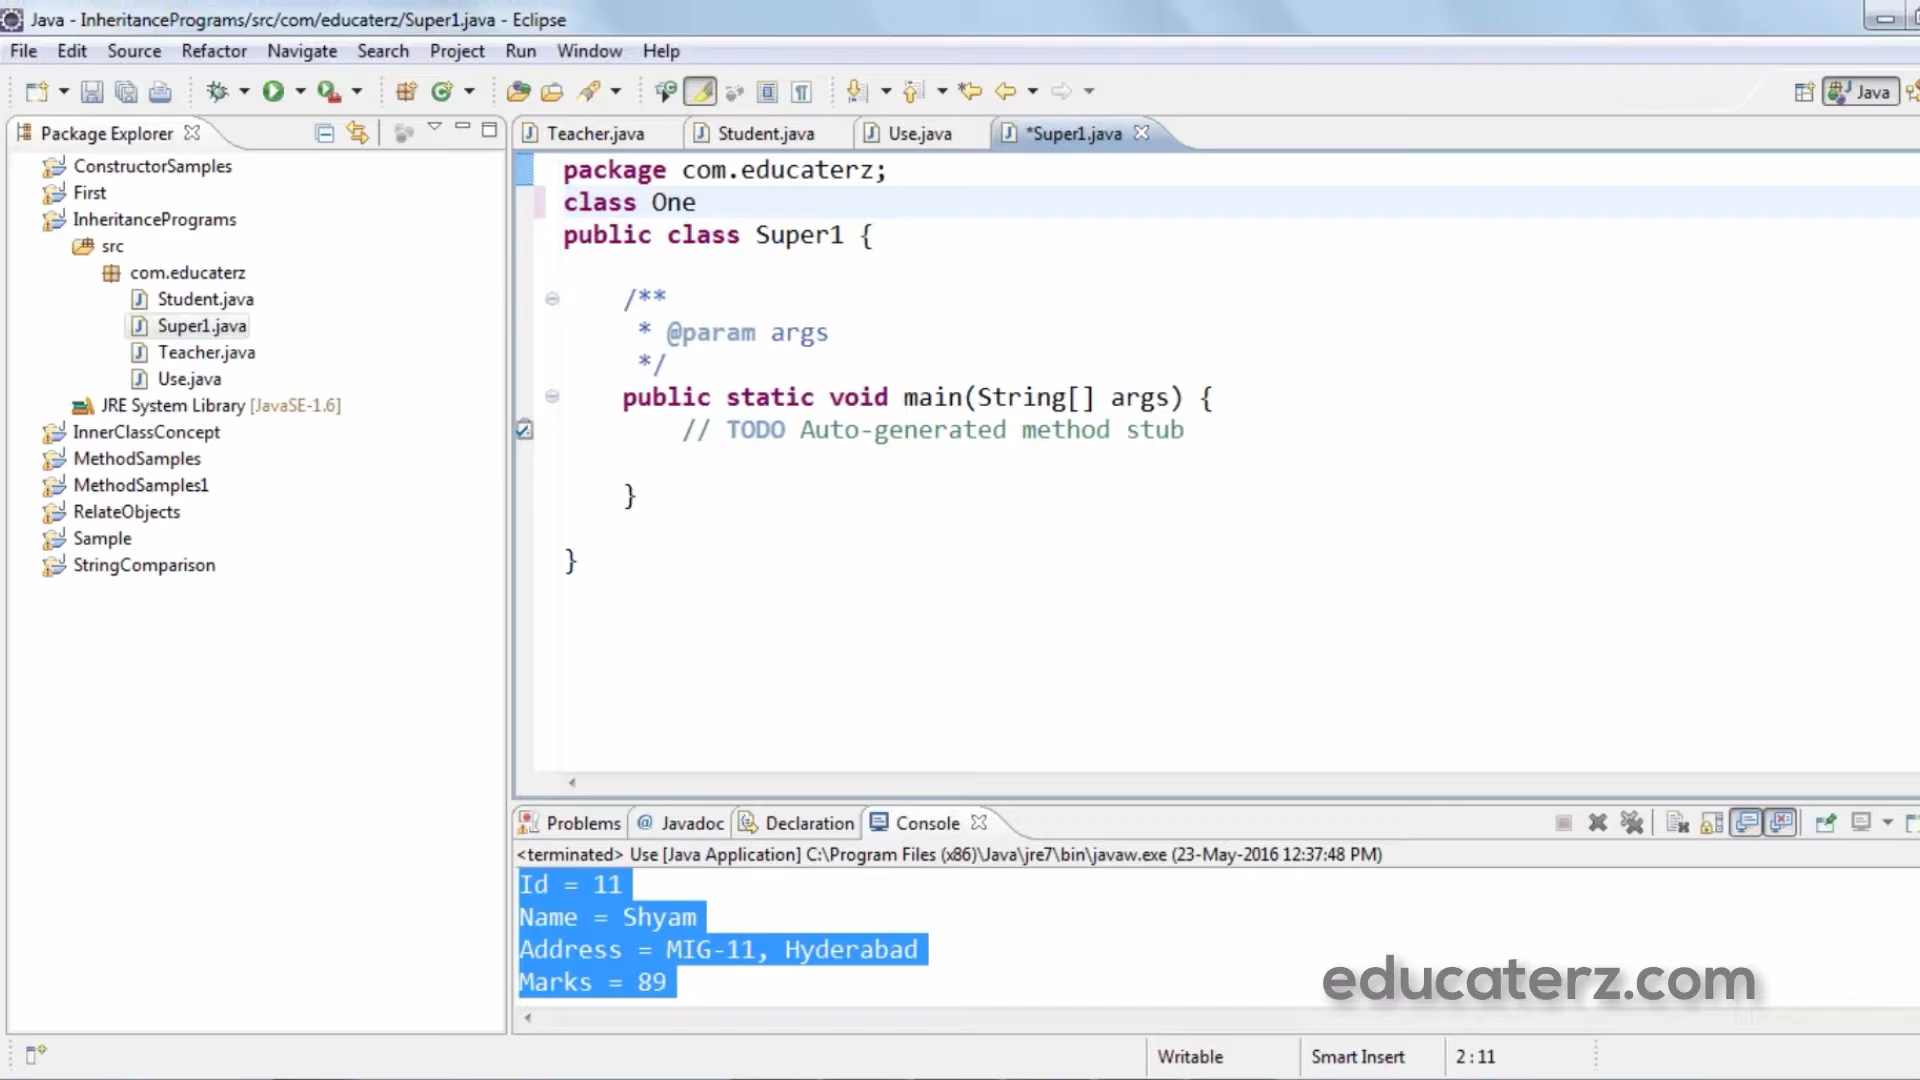 Java - InheritancePrograms/src/com/educaterz/Super1.java - Eclipse
File Edit Source Refactor Navigate Search Project Run Window Help
Java
Package Explorer
Teacher.java Student.java Use.java *Super1.java
ConstructorSamples
First
InheritancePrograms
src
com.educaterz
Student.java
Super1.java
Teacher.java
Use.java
JRE System Library [JavaSE-1.6]
InnerClassConcept
MethodSamples
MethodSamples1
RelateObjects
Sample
StringComparison
package com.educaterz;
class One
public class Super1 {
/**
* @param args
*/
public static void main(String[] args) {
// TODO Auto-generated method stub
}
}
Problems @ Javadoc Declaration Console
<terminated> Use [Java Application] C:\Program Files (x86)\Java\jre7\bin\javaw.exe (23-May-2016 12:37:48 PM)
Id = 11
Name = Shyam
Address = MIG-11, Hyderabad
Marks = 89
educaterz.com
Writable Smart Insert 2 : 11